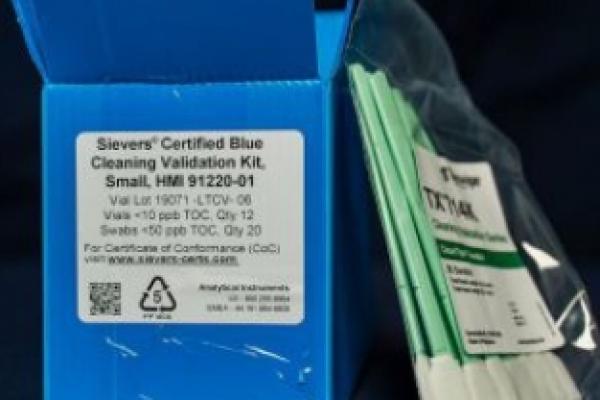 Sievers® Certified Blue
Cleaning Validation Kit,
Small, HMI 91220-01
Vial Lot 19071 -LTCV- 06
Vials <10 ppb TOC, Qty 12
Swabs <50 ppb TOC, Qty 20
For Certificate of Conformance (CoC)
visit www.sievers-certs.com
Analytical Instruments
5
TX714K
Cleaning Validation